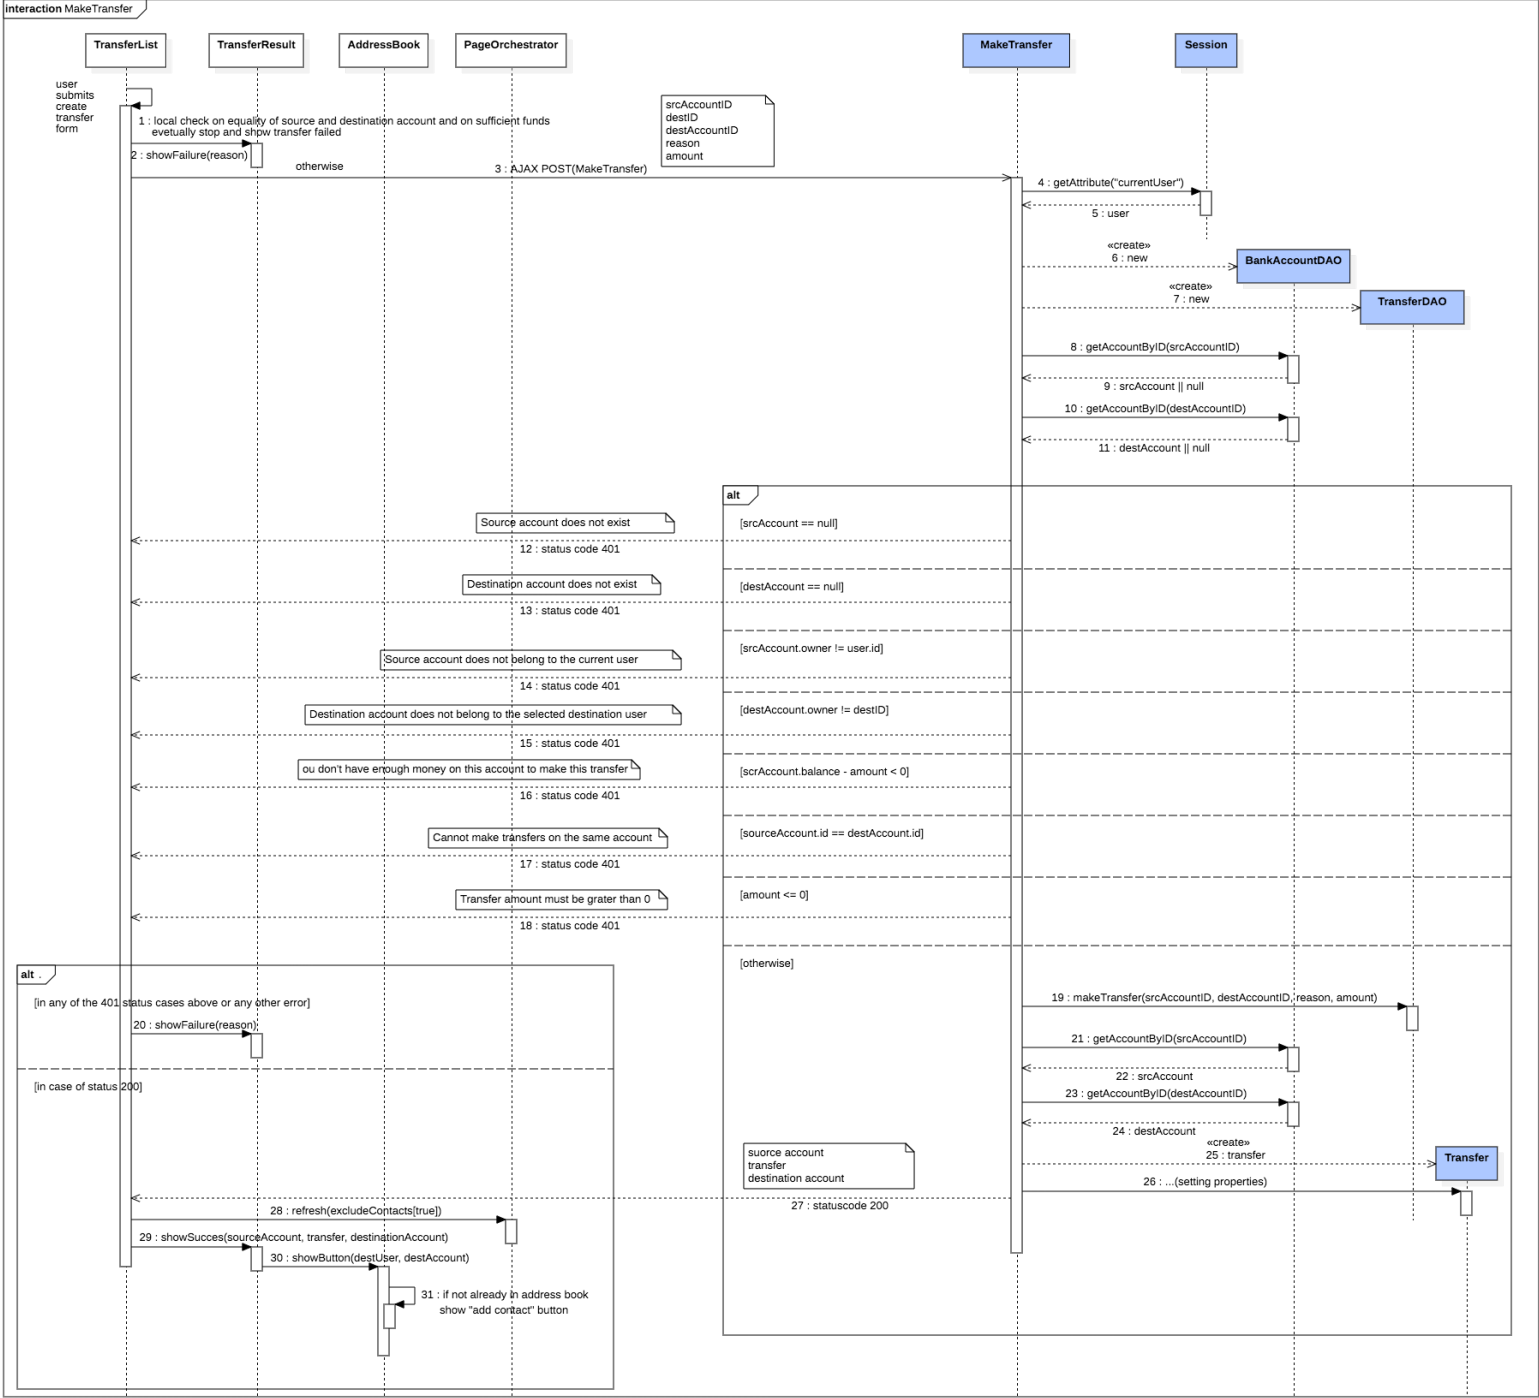 interaction MakeTransfer
TransferList
TransferResult
AddressBook
PageOrchestrator
MakeTransfer
Session
user
submits
create
transfer
form
1 : local check on equality of source and destination account and on sufficient funds
evetually stop and show transfer failed
srcAccountID
destID
destAccountID
reason
amount
2 : showFailure(reason)
otherwise
3 : AJAX POST(MakeTransfer)
4 : getAttribute("currentUser")
5 : user
«create»
6 : new
BankAccountDAO
«create»
7 : new
TransferDAO
8 : getAccountByID(srcAccountID)
9 : srcAccount || null
10 : getAccountByID(destAccountID)
11 : destAccount || null
alt
Source account does not exist
[srcAccount == null]
12 : status code 401
Destination account does not exist
[destAccount == null]
13 : status code 401
Source account does not belong to the current user
[srcAccount.owner != user.id]
14 : status code 401
Destination account does not belong to the selected destination user
[destAccount.owner != destID]
15 : status code 401
ou don't have enough money on this account to make this transfer
[scrAccount.balance - amount < 0]
16 : status code 401
Cannot make transfers on the same account
[sourceAccount.id == destAccount.id]
17 : status code 401
Transfer amount must be grater than 0
[amount <= 0]
18 : status code 401
[otherwise]
alt .
[in any of the 401 status cases above or any other error]
19 : makeTransfer(srcAccountID, destAccountID, reason, amount)
20 : showFailure(reason)
21 : getAccountByID(srcAccountID)
22 : srcAccount
[in case of status 200]
23 : getAccountByID(destAccountID)
24 : destAccount
«create»
25 : transfer
Transfer
suorce account
transfer
destination account
26 : ...(setting properties)
27 : statuscode 200
28 : refresh(excludeContacts[true])
29 : showSucces(sourceAccount, transfer, destinationAccount)
30 : showButton(destUser, destAccount)
31 : if not already in address book
show "add contact" button